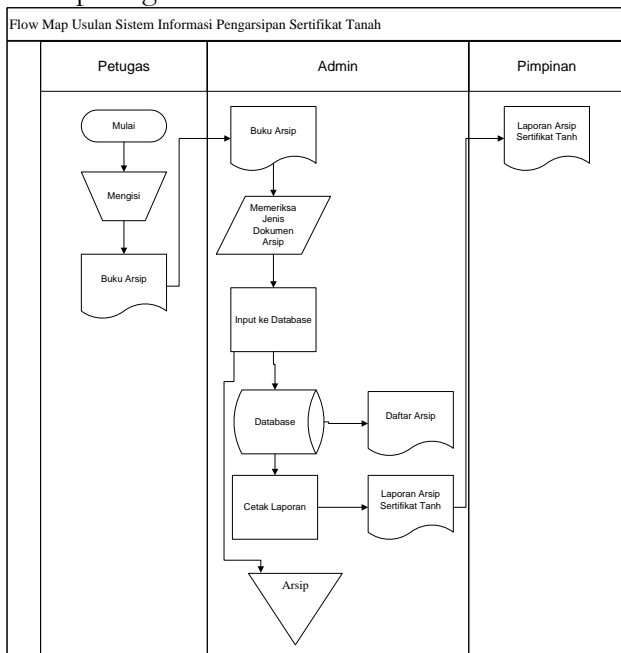 Flow Map Usulan Sistem Informasi Pengarsipan Sertifikat Tanah
Petugas
Admin
Pimpinan
Mulai
Mengisi
Buku Arsip
Buku Arsip
Memeriksa
Jenis
Dokumen
Arsip
Input ke Database
Database
Daftar Arsip
Cetak Laporan
Laporan Arsip
Sertifikat Tanh
Arsip
Laporan Arsip
Sertifikat Tanh